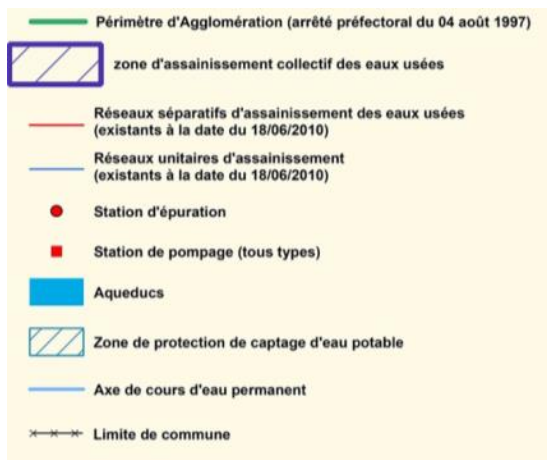 Périmètre d'Agglomération (arrêté préfectoral du 04 août 1997)
zone d'assainissement collectif des eaux usées
Réseaux séparatifs d'assainissement des eaux usées
(existants à la date du 18/06/2010)
Réseaux unitaires d'assainissement
(existants à la date du 18/06/2010)
Station d'épuration
Station de pompage (tous types)
Aqueducs
Zone de protection de captage d'eau potable
Axe de cours d'eau permanent
Limite de commune